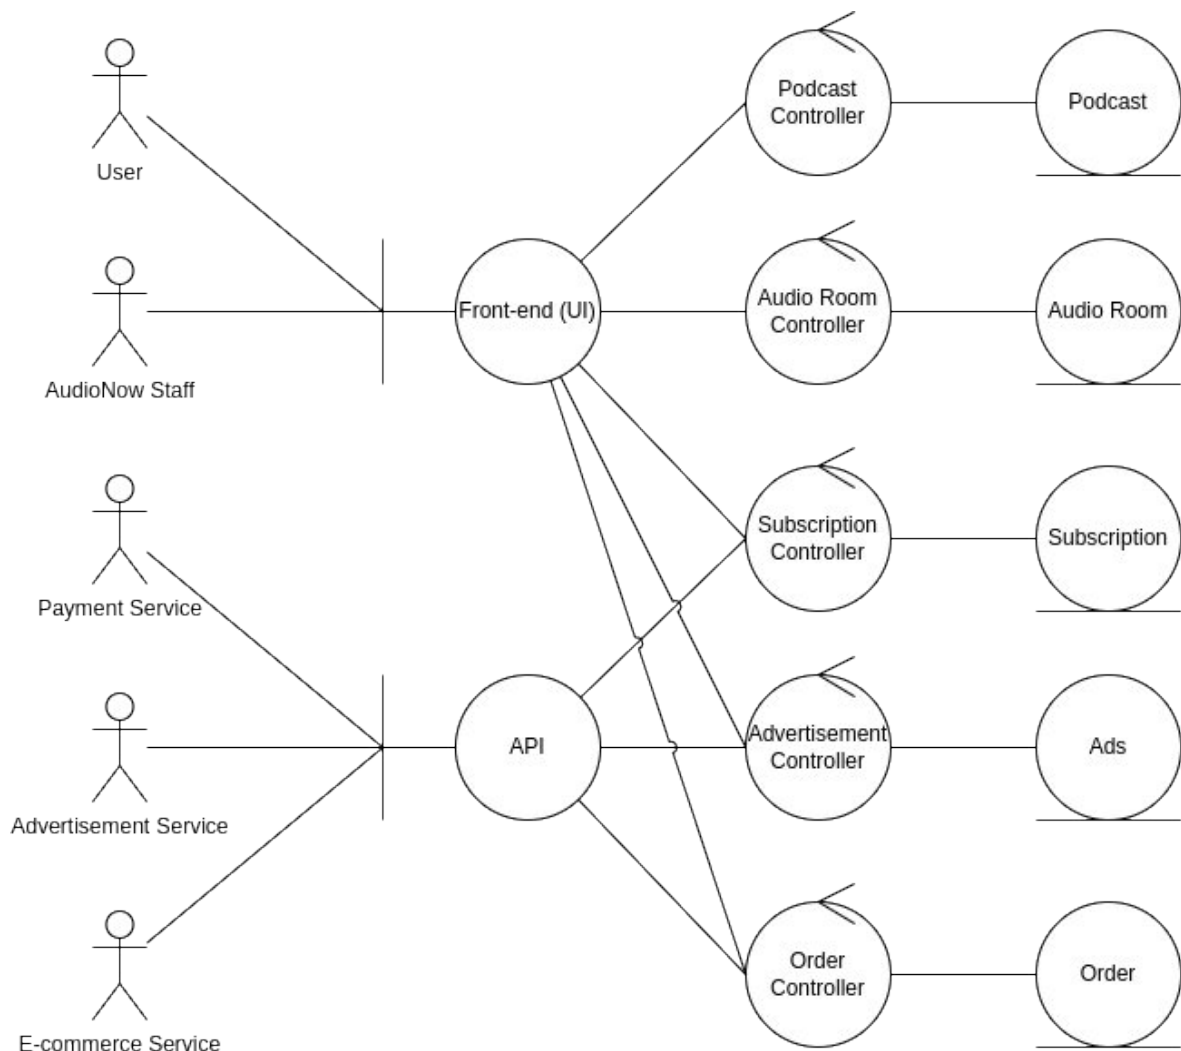 User
AudioNow Staff
Payment Service
Advertisement Service
E-commerce Service
Front-end (UI)
API
Podcast
Controller
Audio Room
Controller
Subscription
Controller
Advertisement
Controller
Order
Controller
Podcast
Audio Room
Subscription
Ads
Order